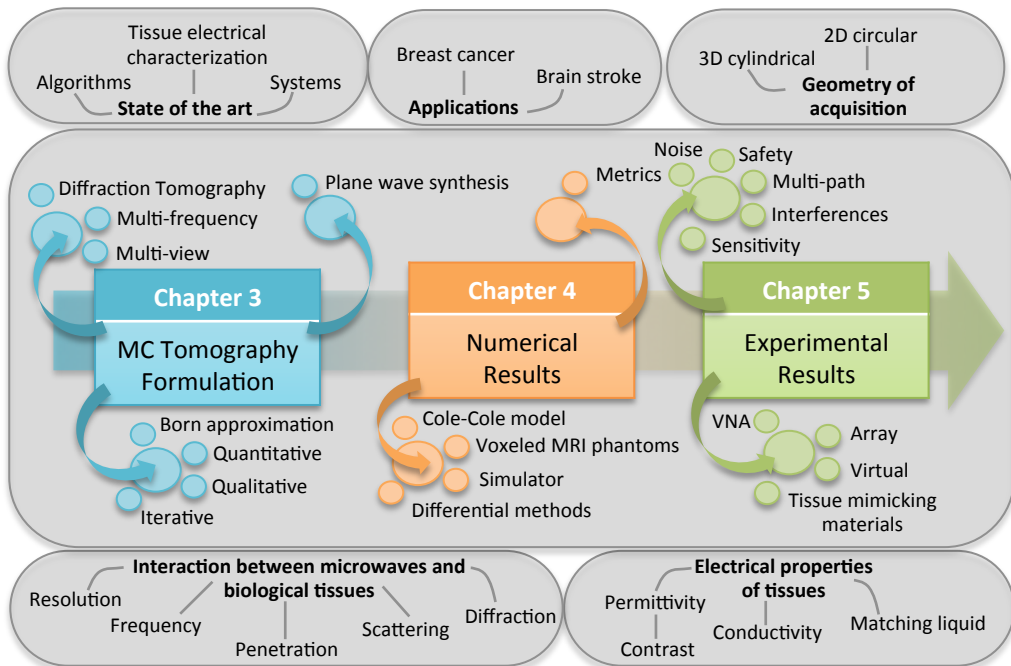 Tissue electrical
characterization
Algorithms
Systems
State of the art
Breast cancer
Brain stroke
Applications
2D circular
3D cylindrical
Geometry of
acquisition
Diffraction Tomography
Multi-frequency
Multi-view
Plane wave synthesis
Metrics
Noise
Safety
Multi-path
Interferences
Sensitivity
Chapter 3
MC Tomography
Formulation
Chapter 4
Numerical
Results
Chapter 5
Experimental
Results
Born approximation
Quantitative
Qualitative
Iterative
Cole-Cole model
Voxeled MRI phantoms
Simulator
Differential methods
VNA
Array
Virtual
Tissue mimicking
materials
Interaction between microwaves and
biological tissues
Resolution
Frequency
Penetration
Scattering
Diffraction
Electrical properties
of tissues
Permittivity
Contrast
Conductivity
Matching liquid